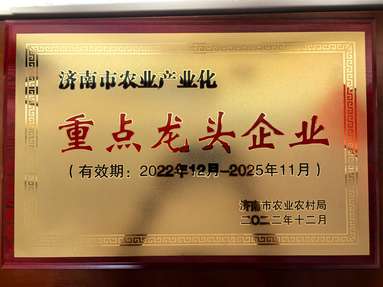 济南市农业产业化
重点龙头企业
（有效期：2022年12月-2025年11月）
济南市农业农村局
二〇二二年十二月